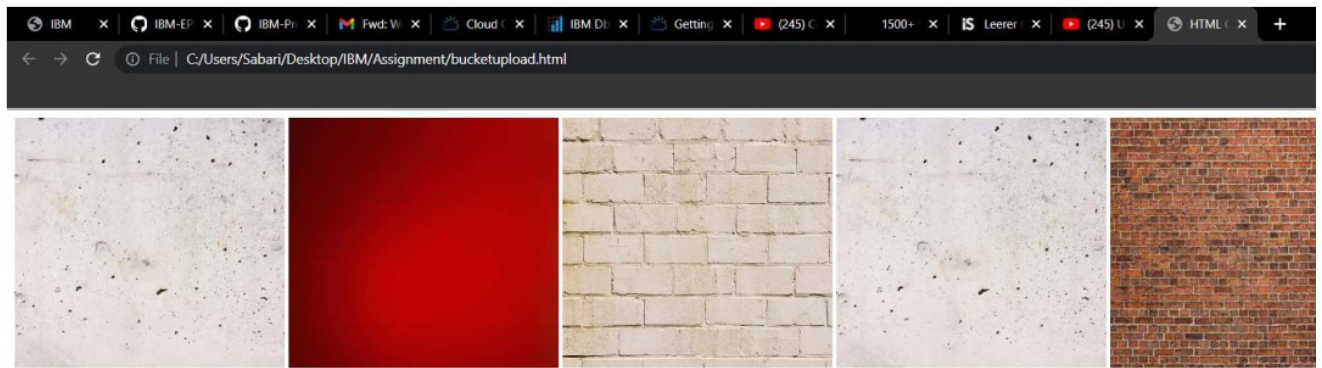 IBM IBM-EP IBM-Pr Fwd: W Cloud IBM Db Getting (245) C 1500+ iS Leerer (245) U HTML
File | C:/Users/Sabari/Desktop/IBM/Assignment/bucketupload.html